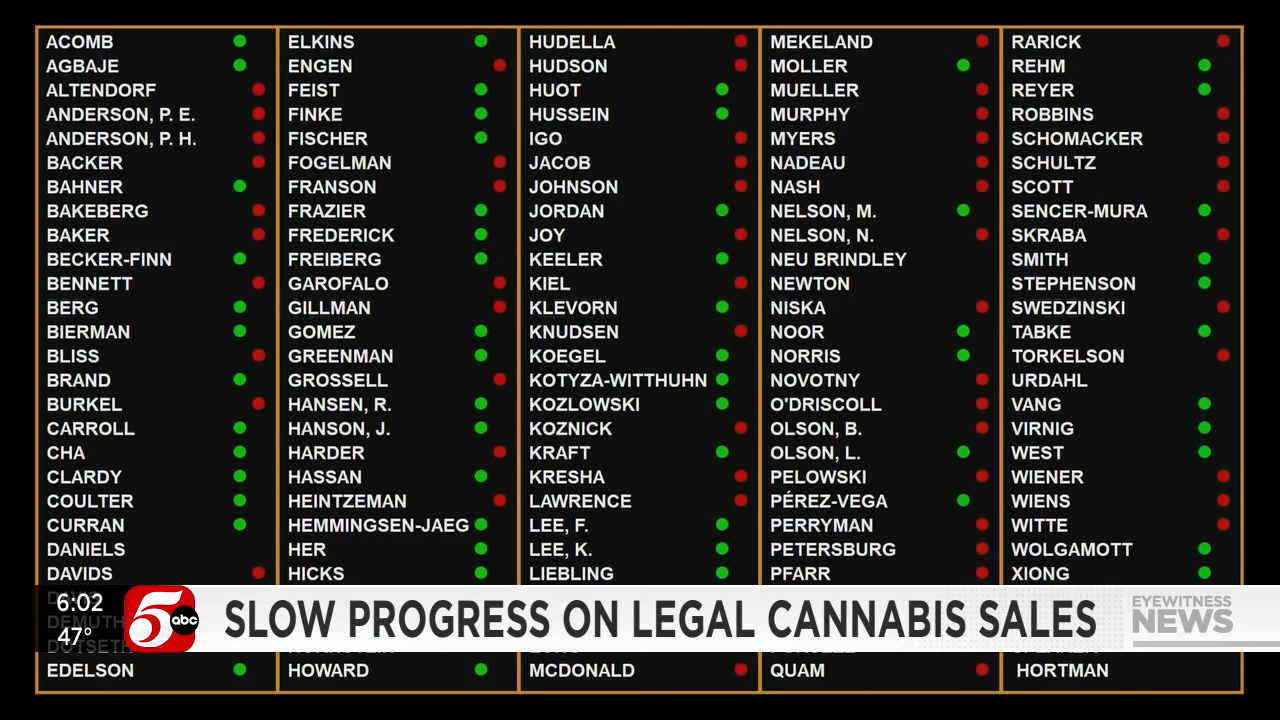 ACOMB
AGBAJE
ALTENDORF
ANDERSON, P. E.
ANDERSON, P. H.
BACKER
BAHNER
BAKEBERG
BAKER
BECKER-FINN
BENNETT
BERG
BIERMAN
BLISS
BRAND
BURKEL
CARROLL
CHA
CLARDY
COULTER
CURRAN
DANIELS
DAVIDS
DEMUTH
DOTSETH
EDELSON
ELKINS
ENGEN
FEIST
FINKE
FISCHER
FOGELMAN
FRANSON
FRAZIER
FREDERICK
FREIBERG
GAROFALO
GILLMAN
GOMEZ
GREENMAN
GROSSELL
HANSEN, R.
HANSON, J.
HARDER
HASSAN
HEINTZEMAN
HEMMINGSEN-JAEG
HER
HICKS
HOWARD
HUDELLA
HUDSON
HUOT
HUSSEIN
IGO
JACOB
JOHNSON
JORDAN
JOY
KEELER
KIEL
KLEVORN
KNUDSEN
KOEGEL
KOTYZA-WITTHUHN
KOZLOWSKI
KOZNICK
KRAFT
KRESHA
LAWRENCE
LEE, F.
LEE, K.
LIEBLING
MCDONALD
MEKELAND
MOLLER
MUELLER
MURPHY
MYERS
NADEAU
NASH
NELSON, M.
NELSON, N.
NEU BRINDLEY
NEWTON
NISKA
NOOR
NORRIS
NOVOTNY
O'DRISCOLL
OLSON, B.
OLSON, L.
PELOWSKI
PÉREZ-VEGA
PERRYMAN
PETERSBURG
PFARR
QUAM
RARICK
REHM
REYER
ROBBINS
SCHOMACKER
SCHULTZ
SCOTT
SENCER-MURA
SKRABA
SMITH
STEPHENSON
SWEDZINSKI
TABKE
TORKELSON
URDAHL
VANG
VIRNIG
WEST
WIENER
WIENS
WITTE
WOLGAMOTT
XIONG
HORTMAN
6:02
47°
5 abc
SLOW PROGRESS ON LEGAL CANNABIS SALES
EYEWITNESS
NEWS